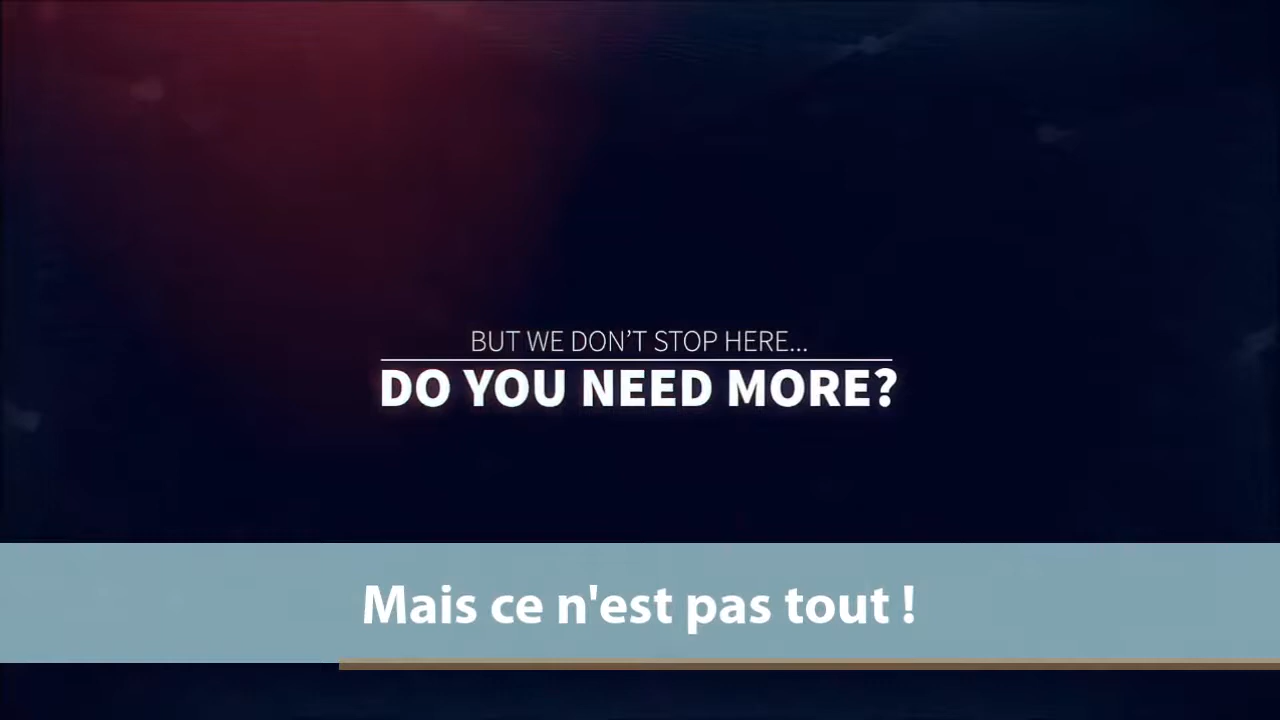 BUT WE DON’T STOP HERE...
DO YOU NEED MORE?
Mais ce n'est pas tout !